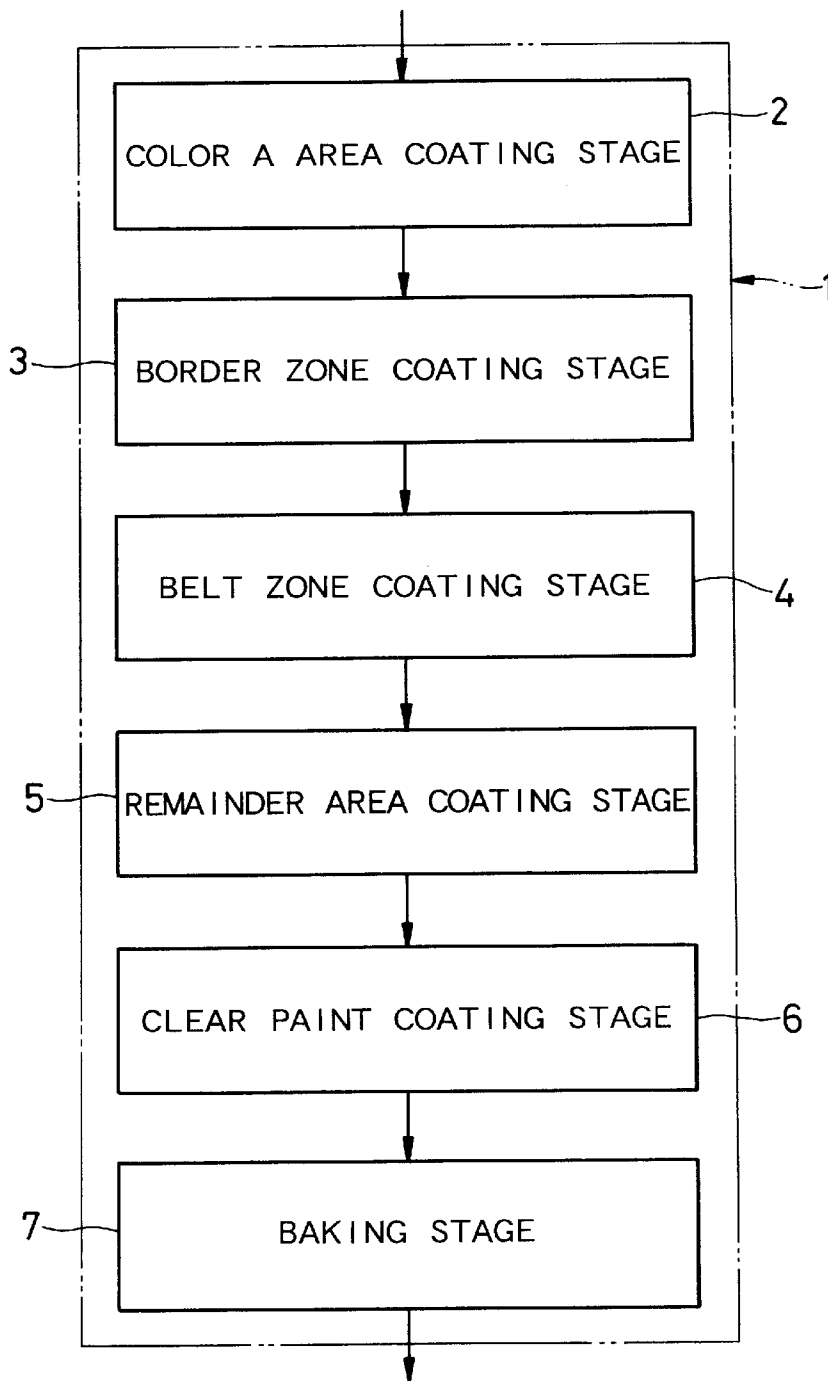 2
COLOR A AREA COATING STAGE
1
3
BORDER ZONE COATING STAGE
BELT ZONE COATING STAGE
4
5
REMAINDER AREA COATING STAGE
CLEAR PAINT COATING STAGE
6
7
BAKING STAGE